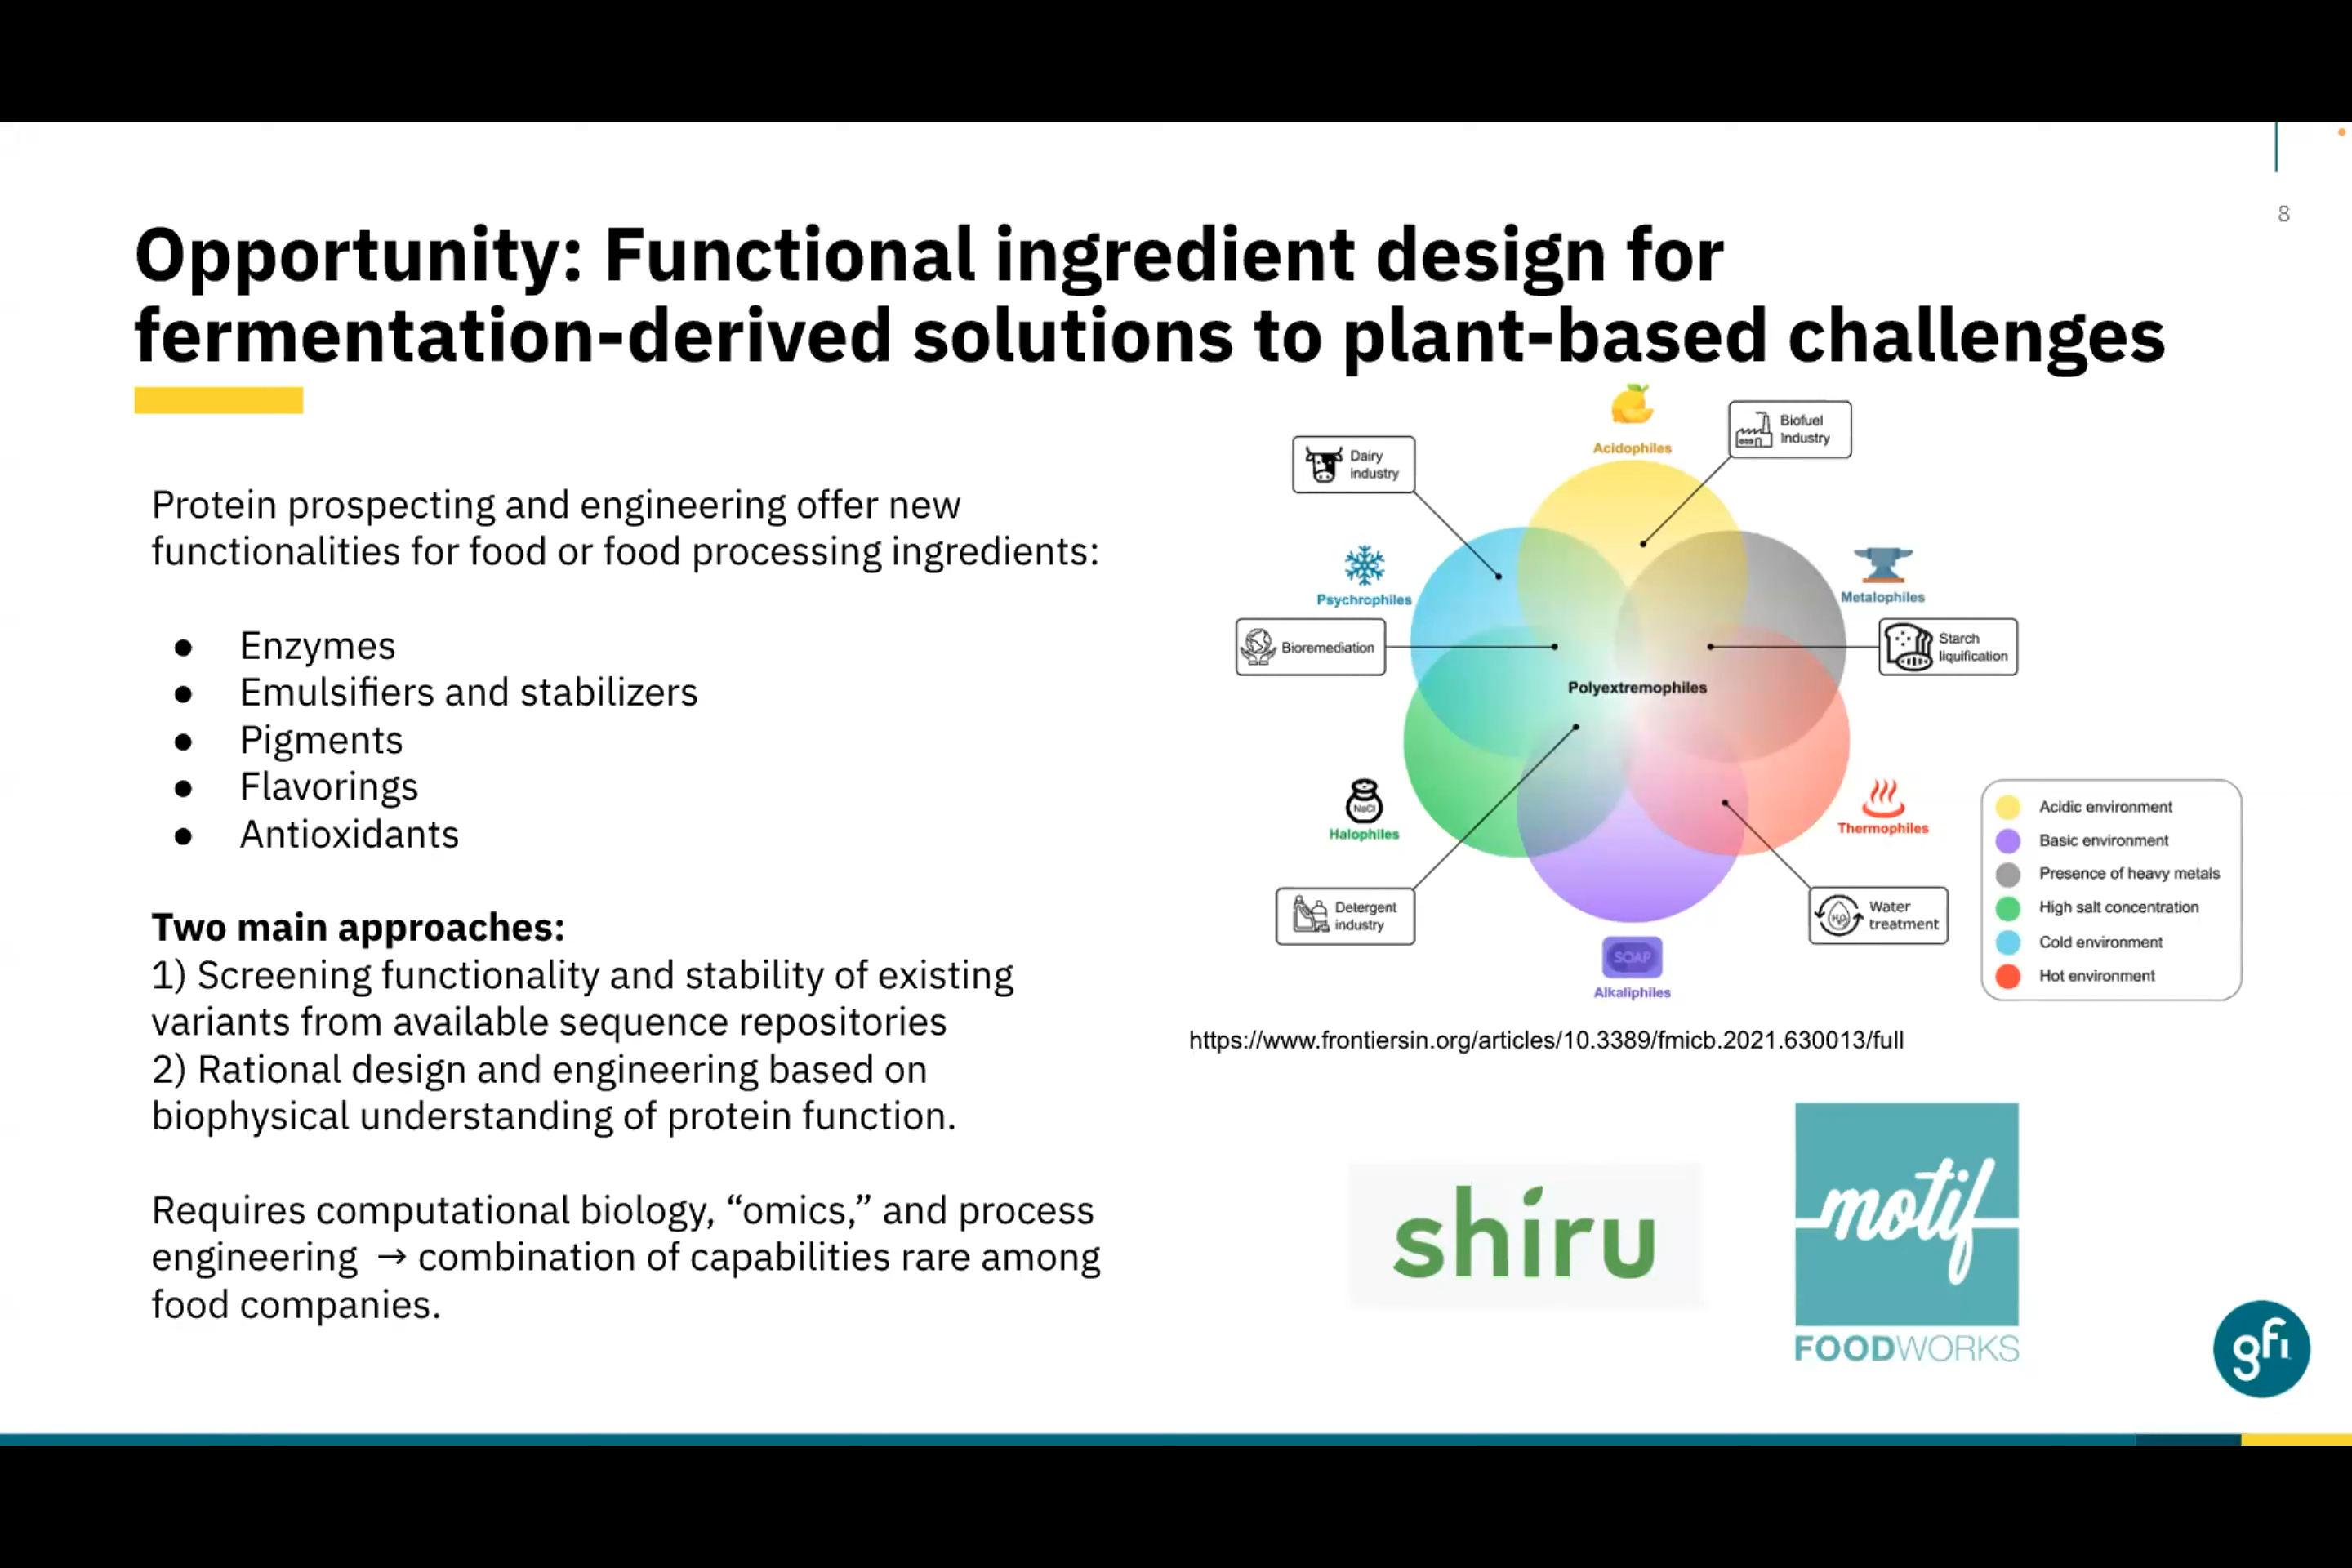 8
Opportunity: Functional ingredient design for
fermentation-derived solutions to plant-based challenges
Protein prospecting and engineering offer new
functionalities for food or food processing ingredients:
● Enzymes
● Emulsifiers and stabilizers
● Pigments
● Flavorings
● Antioxidants
Two main approaches:
1) Screening functionality and stability of existing
variants from available sequence repositories
2) Rational design and engineering based on
biophysical understanding of protein function.
Requires computational biology, “omics,” and process
engineering → combination of capabilities rare among
food companies.
Acidophiles
Biofuel
Industry
Dairy
industry
Psychrophiles
Metalophiles
Bioremediation
Starch
liquification
Polyextremophiles
NaCl
Halophiles
Thermophiles
Detergent
industry
H₂O
Water
treatment
SOAP
Alkaliphiles
Acidic environment
Basic environment
Presence of heavy metals
High salt concentration
Cold environment
Hot environment
https://www.frontiersin.org/articles/10.3389/fmicb.2021.630013/full
shiru
motif
FOODWORKS
gfi